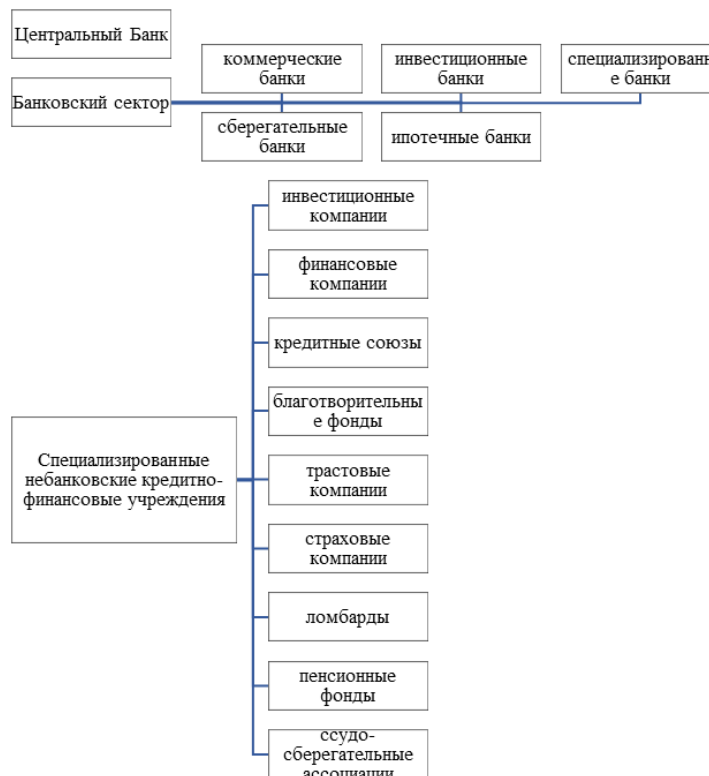 Центральный Банк
коммерческие
банки
инвестиционные
банки
специализированн
е банки
Банковский сектор
сберегательные
банки
ипотечные банки
инвестиционные
компании
финансовые
компании
кредитные союзы
благотворительны
е фонды
Специализированные
небанковские кредитно-
финансовые учреждения
трастовые
компании
страховые
компании
ломбарды
пенсионные
фонды
ссудо-
сберегательные
ассоциации